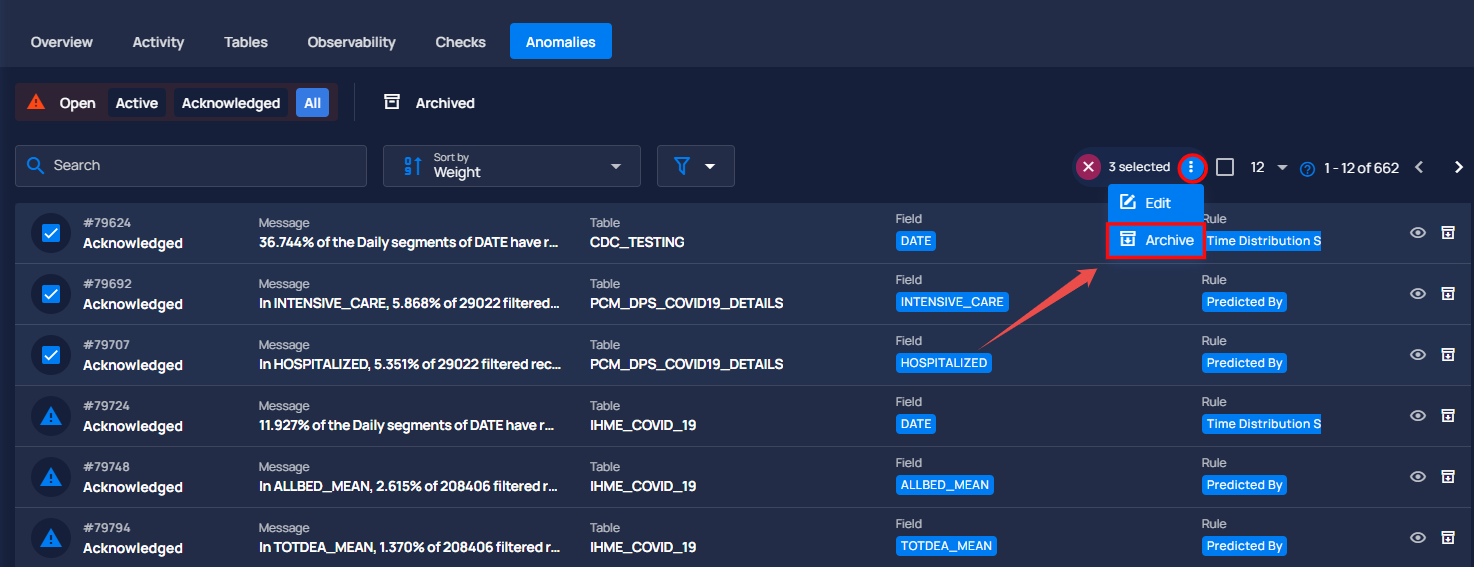 Overview Activity Tables Observability Checks Anomalies
Open Active Acknowledged All Archived
Search
Sort by
Weight
3 selected 12 1 - 12 of 662
Edit
Archive
#79624 Message Table Field Rule
Acknowledged 36.744% of the Daily segments of DATE have r... CDC_TESTING DATE Time Distribution S
#79692 Message Table Field Rule
Acknowledged In INTENSIVE_CARE, 5.868% of 29022 filtered... PCM_DPS_COVID19_DETAILS INTENSIVE_CARE Predicted By
#79707 Message Table Field Rule
Acknowledged In HOSPITALIZED, 5.351% of 29022 filtered rec... PCM_DPS_COVID19_DETAILS HOSPITALIZED Predicted By
#79724 Message Table Field Rule
Acknowledged 11.927% of the Daily segments of DATE have r... IHME_COVID_19 DATE Time Distribution S
#79748 Message Table Field Rule
Acknowledged In ALLBED_MEAN, 2.615% of 208406 filtered r... IHME_COVID_19 ALLBED_MEAN Predicted By
#79794 Message Table Field Rule
Acknowledged In TOTDEA_MEAN, 1.370% of 208406 filtered r... IHME_COVID_19 TOTDEA_MEAN Predicted By